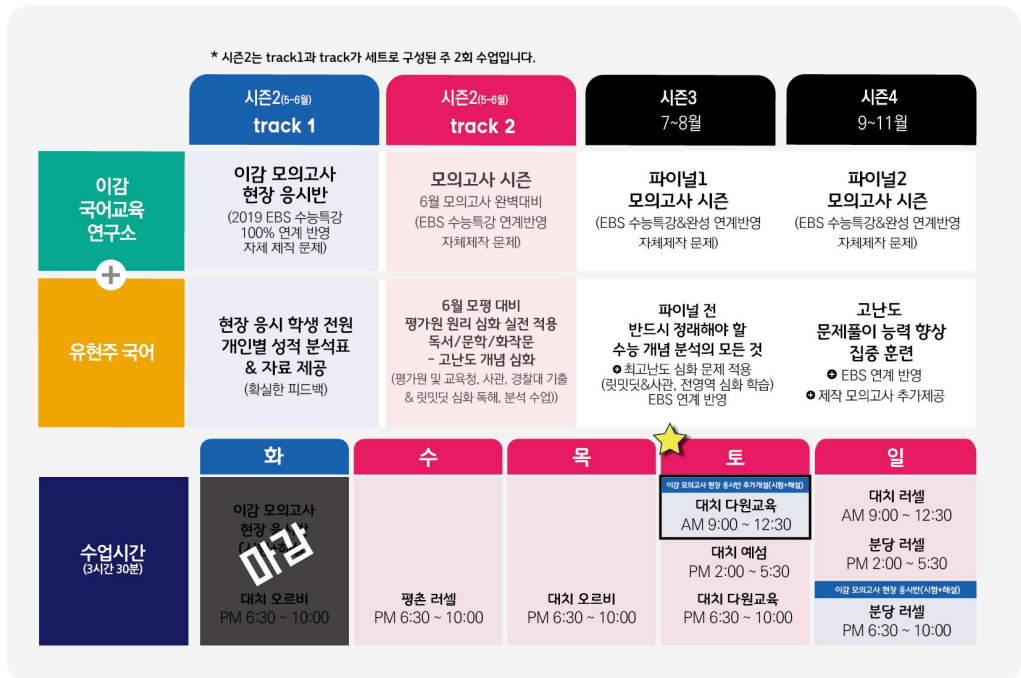 * 시즌2는 track1과 track가 세트로 구성된 주 2회 수업입니다.
시즌2(5~6월)
track 1
시즌2(5~6월)
track 2
시즌3
7~8월
시즌4
9~11월
이감
국어교육
연구소
이감 모의고사
현장 응시반
(2019 EBS 수능특강
100% 연계 반영
자체 제직 문제)
모의고사 시즌
6월 모의고사 완벽대비
(EBS 수능특강 연계반영
자체제작 문제)
파이널1
모의고사 시즌
(EBS 수능특강&완성 연계반영
자체제작 문제)
파이널2
모의고사 시즌
(EBS 수능특강&완성 연계반영
자체제작 문제)
+
유현주 국어
현장 응시 학생 전원
개인별 성적 분석표
& 자료 제공
(확실한 피드백)
6월 모평 대비
평가원 원리 심화 실전 적용
독서/문학/화작문
- 고난도 개념 심화
(평가원 및 교육청, 사관, 경찰대 기출
& 릿밋딧 심화 독해, 분석 수업))
파이널 전
반드시 정래해야 할
수능 개념 분석의 모든 것
+최고난도 심화 문제 적용
(릿밋딧&사관, 전영역 심화 학습)
EBS 연계 반영
고난도
문제풀이 능력 향상
집중 훈련
+ EBS 연계 반영
+ 제작 모의고사 추가제공
수업시간
(3시간 30분)
화
이감 모의고사
현장 응시반
마감
대치 오르비
PM 6:30 ~ 10:00
수
평촌 러셀
PM 6:30 ~ 10:00
목
대치 오르비
PM 6:30 ~ 10:00
토
이감 모의고사 현장 응시반 추가개설(시험+해설)
대치 다원교육
AM 9:00 ~ 12:30
대치 예섬
PM 2:00 ~ 5:30
대치 다원교육
PM 6:30 ~ 10:00
일
대치 러셀
AM 9:00 ~ 12:30
분당 러셀
PM 2:00 ~ 5:30
이감 모의고사 현장 응시반(시험+해설)
분당 러셀
PM 6:30 ~ 10:00